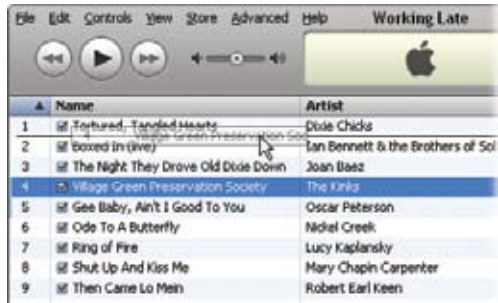 File Edit Controls View Store Advanced Help Working Late
Name Artist
1 Tortured, Tangled Hearts Dixie Chicks
4 Village Green Preservation Soc
2 Boxed In (live) Ian Bennett & the Brothers of Sol
3 The Night They Drove Old Dixie Down Joan Baez
4 Village Green Preservation Society The Kinks
5 Gee Baby, Ain't I Good To You Oscar Peterson
6 Ode To A Butterfly Nickel Creek
7 Ring of Fire Lucy Kaplansky
8 Shut Up And Kiss Me Mary Chapin Carpenter
9 Then Came Lo Mein Robert Earl Keen